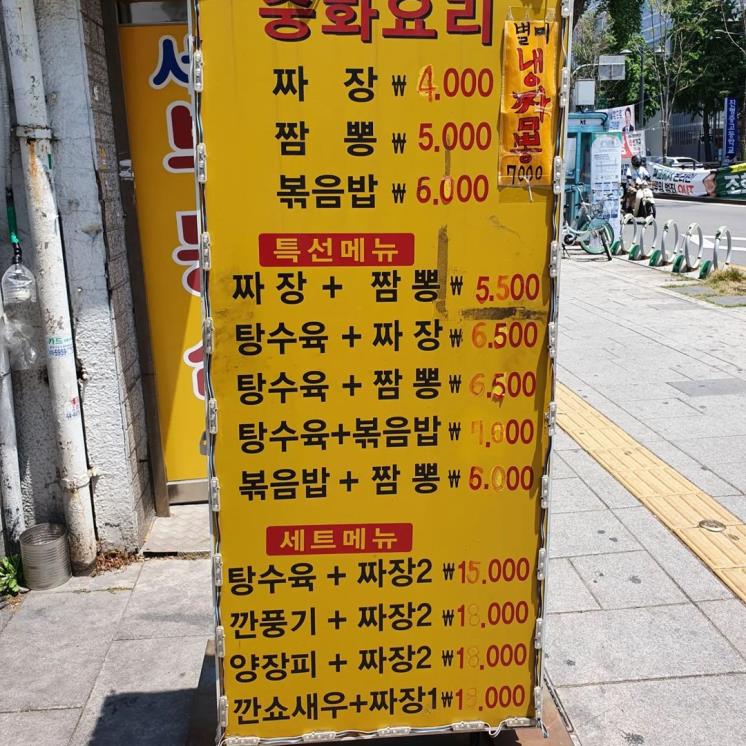 중화요리
별미
냉짬뽕
7000
짜 장 ₩ 4.000
짬 뽕 ₩ 5.000
볶음밥 ₩ 6.000
특선메뉴
짜 장 + 짬 뽕 ₩ 5.500
탕수육 + 짜 장 ₩ 6.500
탕수육 + 짬 뽕 ₩ 6.500
탕수육+볶음밥 ₩
볶음밥 + 짬 뽕 ₩ 6.000
세트메뉴
탕수육 + 짜장2 ₩15.000
깐풍기 + 짜장2 ₩18.000
양장피 + 짜장2 ₩18.000
깐쇼새우+짜장1 ₩18.000
카드